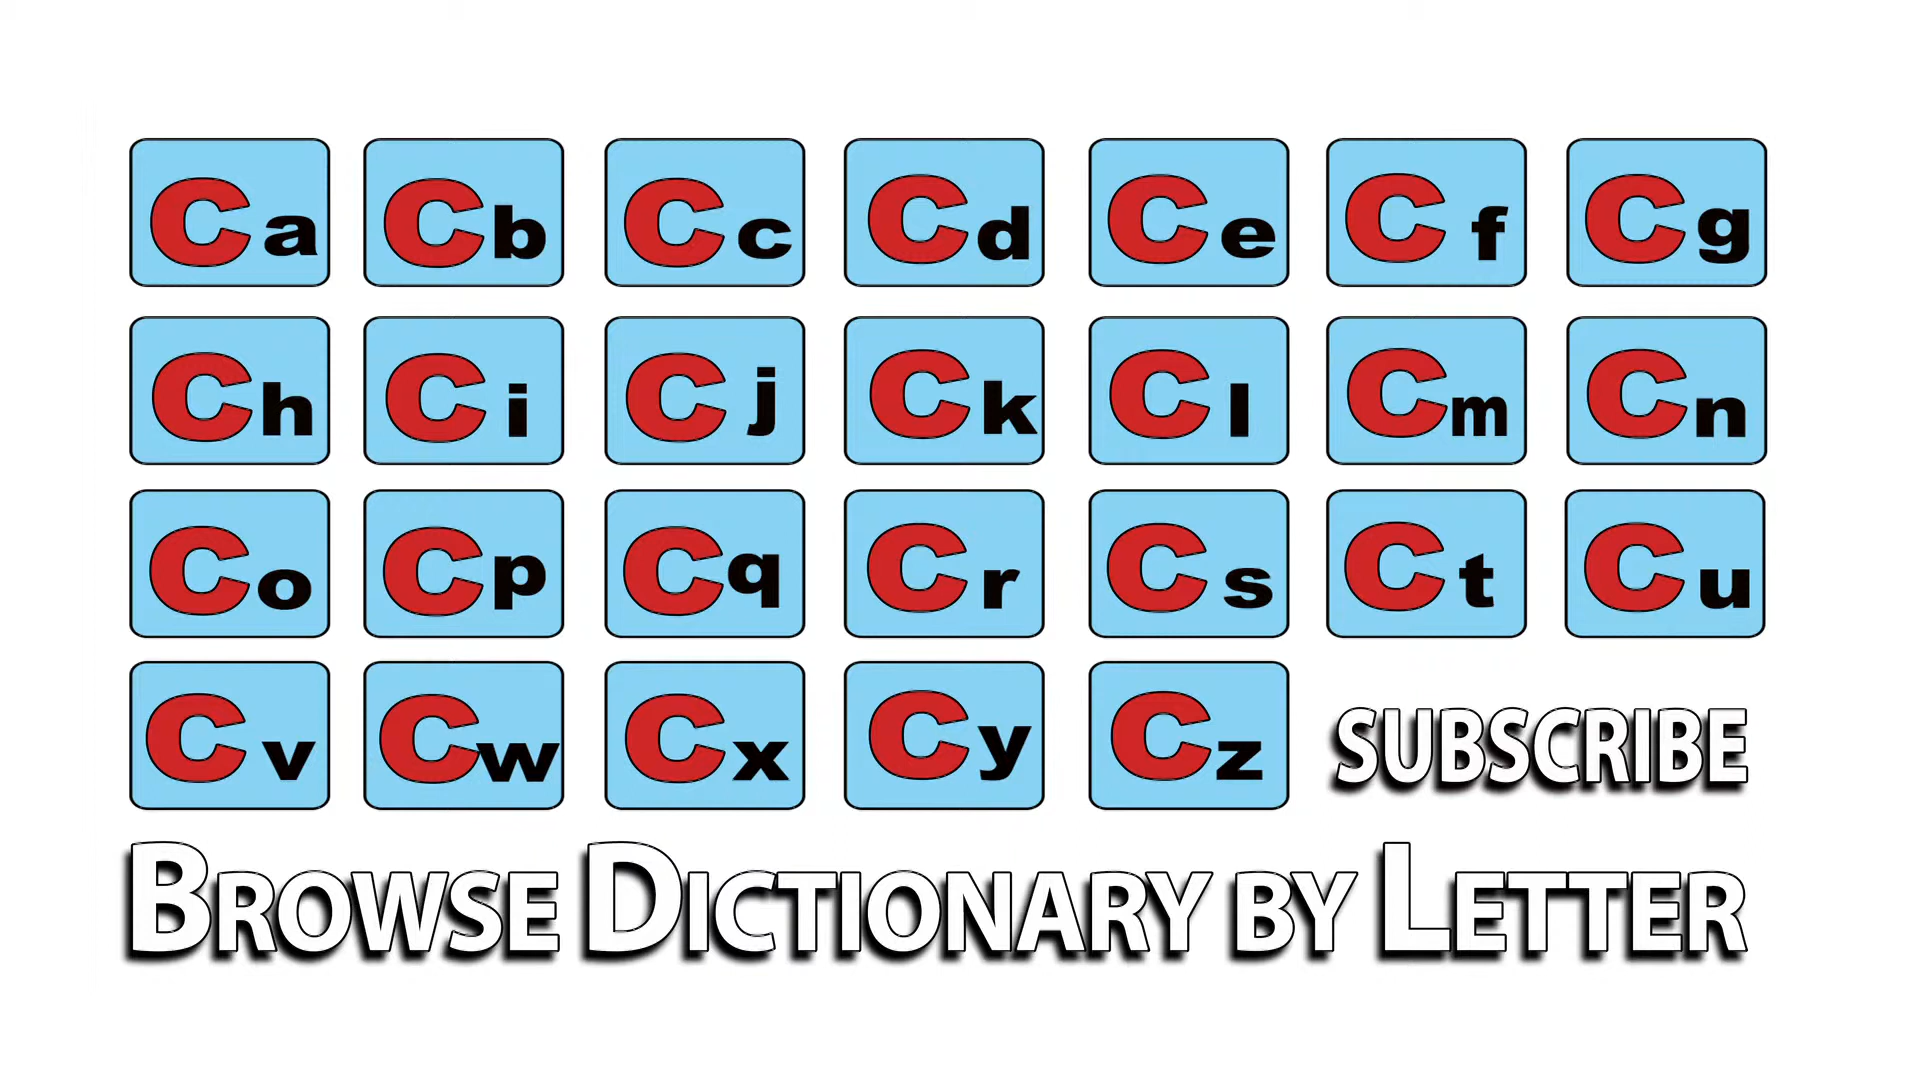 Ca Cb Cc Cd Ce Cf Cg
Ch Ci Cj Ck Cl Cm Cn
Co Cp Cq Cr Cs Ct Cu
Cv Cw Cx Cy Cz SUBSCRIBE
BROWSE DICTIONARY BY LETTER